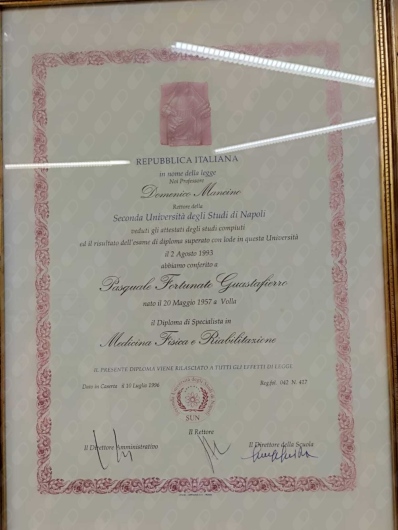 REPUBBLICA ITALIANA
in nome della legge
Noi Professore
Domenico Mancino
Rettore della
Seconda Università degli Studi di Napoli
veduti gli attestati degli studi compiuti
ed il risultato dell'esame di diploma superato con lode in questa Università
il 2 Agosto 1993
abbiamo conferito a
Pasquale Fortunato Guastafierro
nato il 20 Maggio 1957 a Volla
il Diploma di Specialista in
Medicina Fisica e Riabilitazione
IL PRESENTE DIPLOMA VIENE RILASCIATO A TUTTI GLI EFFETTI DI LEGGE
Dato in Caserta il 10 Luglio 1996 Reg.fol. 042 N. 417
SUN
Il Rettore
Il Direttore Amministrativo Il Direttore della Scuola